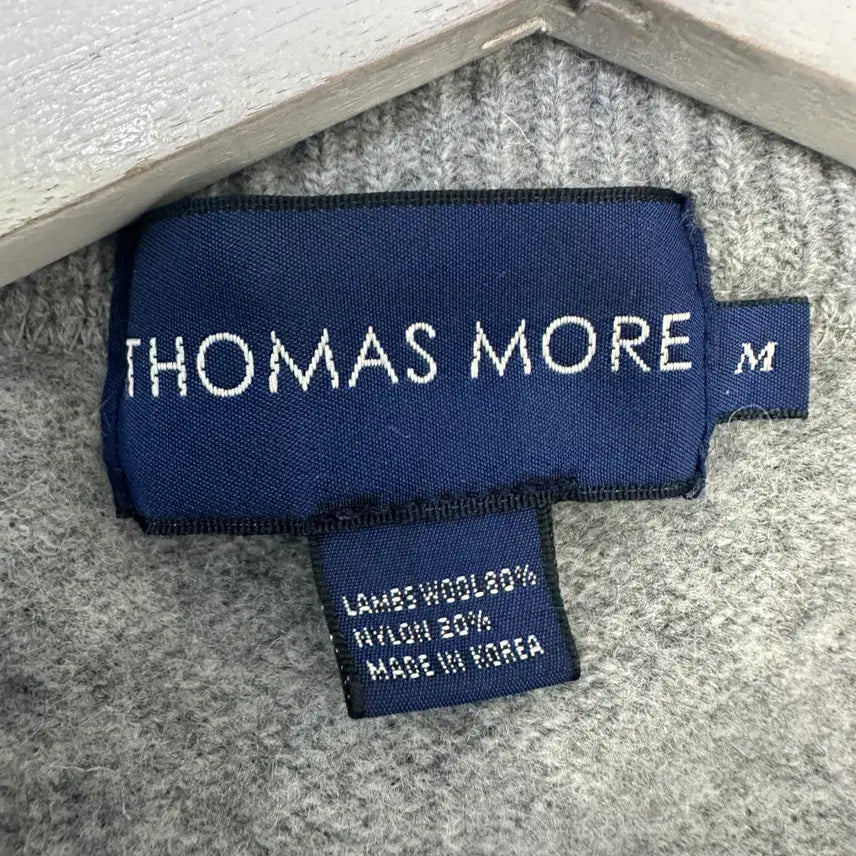 THOMAS MORE
M
LAMBS WOOL80%
NYLON 20%
MADE IN KOREA